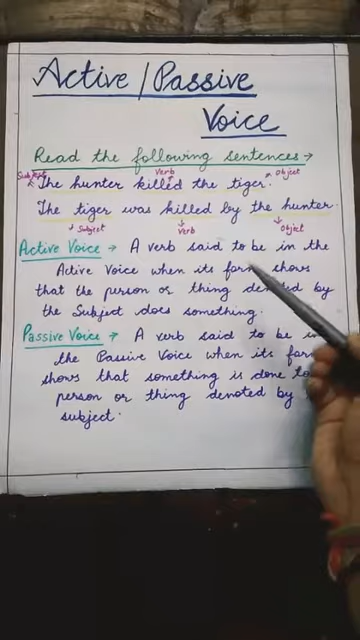 Active / Passive
Voice
Read the following sentences →
Subject Verb Object
The hunter killed the tiger.
The tiger was killed by the hunter.
Subject Verb Object
Active Voice → A verb said to be in the
Active Voice when its form shows
that the person or thing denoted by
the Subject does something.
Passive Voice → A verb said to be in
the Passive Voice when its form
shows that something is done to
person or thing denoted by
subject.